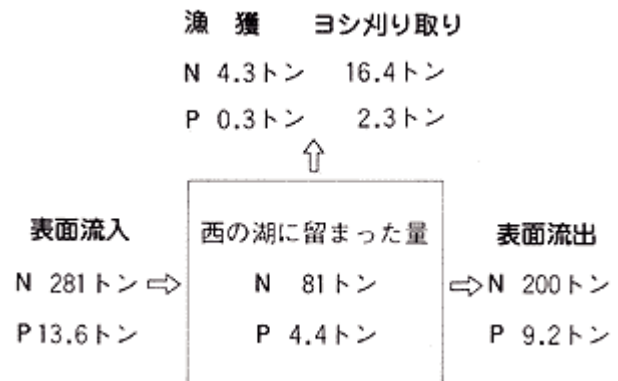 漁 獲 ヨシ刈り取り
N 4.3トン 16.4トン
P 0.3トン 2.3トン
⇧
表面流入 西の湖に留まった量 表面流出
N 281トン ⇨ N 81トン ⇨ N 200トン
P 13.6トン P 4.4トン P 9.2トン